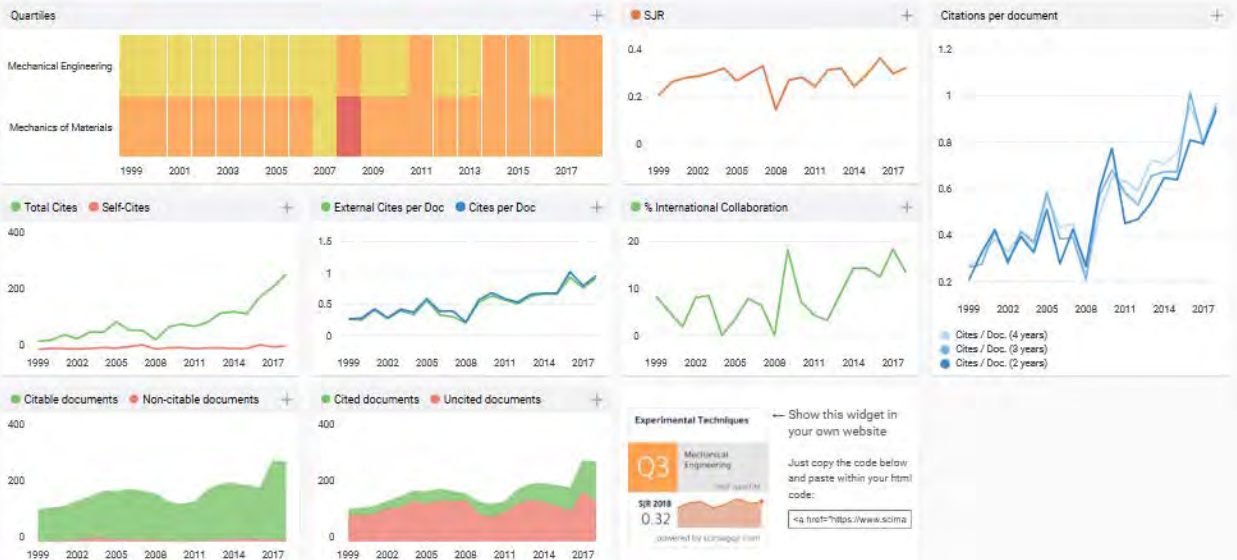 Quartiles
Mechanical Engineering
Mechanics of Materials
1999 2001 2003 2005 2007 2009 2011 2013 2015 2017
SJR
0.4
0.2
0
1999 2002 2005 2008 2011 2014 2017
Citations per document
1.2
1
0.8
0.6
0.4
0.2
1999 2002 2005 2008 2011 2014 2017
Cites / Doc. (4 years)
Cites / Doc. (3 years)
Cites / Doc. (2 years)
Total Cites Self-Cites
400
200
0
1999 2002 2005 2008 2011 2014 2017
External Cites per Doc Cites per Doc
1.5
1
0.5
0
1999 2002 2005 2008 2011 2014 2017
% International Collaboration
20
10
0
1999 2002 2005 2008 2011 2014 2017
Citable documents Non-citable documents
400
200
0
1999 2002 2005 2008 2011 2014 2017
Cited documents Uncited documents
400
200
0
1999 2002 2005 2008 2011 2014 2017
Experimental Techniques
Q3
Mechanical
Engineering
best quartile
SJR 2018
0.32
powered by scimagojr.com
← Show this widget in
your own website
Just copy the code below
and paste within your html
code:
<a href="https://www.scima